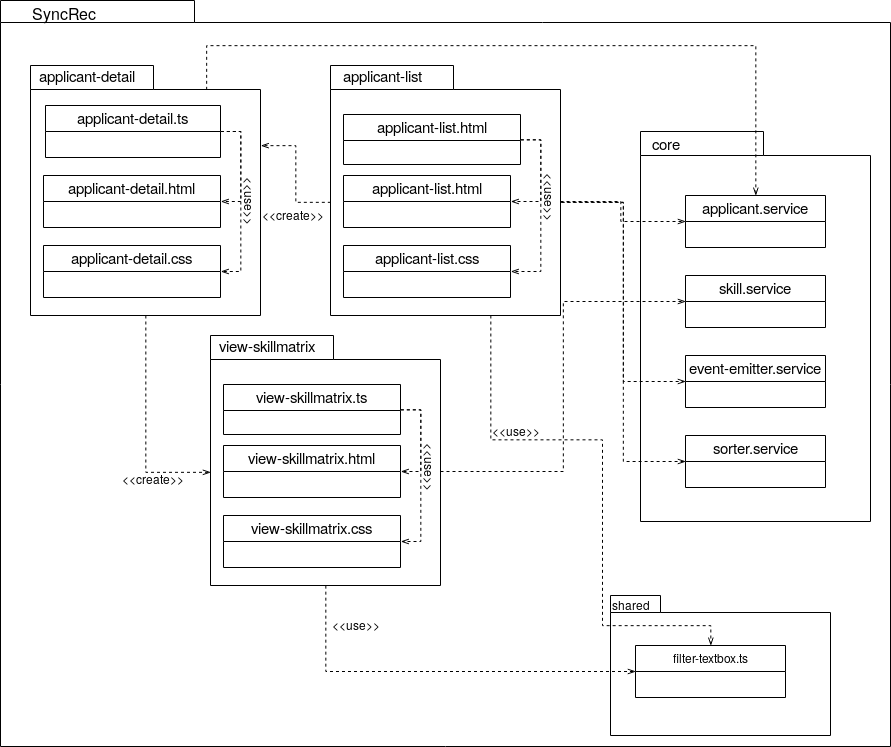 SyncRec
applicant-detail
applicant-detail.ts
applicant-detail.html
applicant-detail.css
<<use>>
<<create>>
applicant-list
applicant-list.html
applicant-list.html
applicant-list.css
<<use>>
core
applicant.service
skill.service
event-emitter.service
sorter.service
view-skillmatrix
view-skillmatrix.ts
view-skillmatrix.html
view-skillmatrix.css
<<use>>
<<create>>
<<use>>
<<use>>
shared
filter-textbox.ts